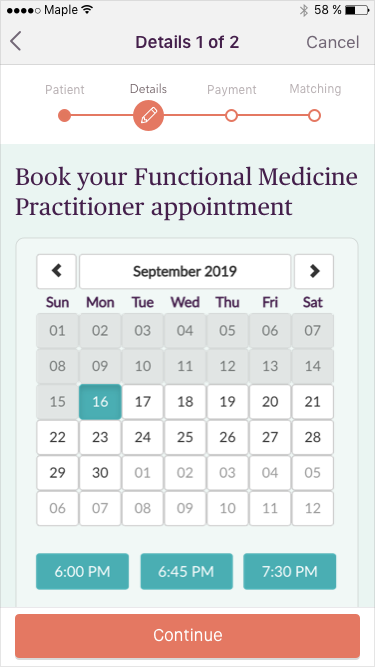 Maple 58 %
Details 1 of 2 Cancel
Patient Details Payment Matching
Book your Functional Medicine
Practitioner appointment
September 2019
Sun Mon Tue Wed Thu Fri Sat
01 02 03 04 05 06 07
08 09 10 11 12 13 14
15 16 17 18 19 20 21
22 23 24 25 26 27 28
29 30 01 02 03 04 05
06 07 08 09 10 11 12
6:00 PM 6:45 PM 7:30 PM
Continue